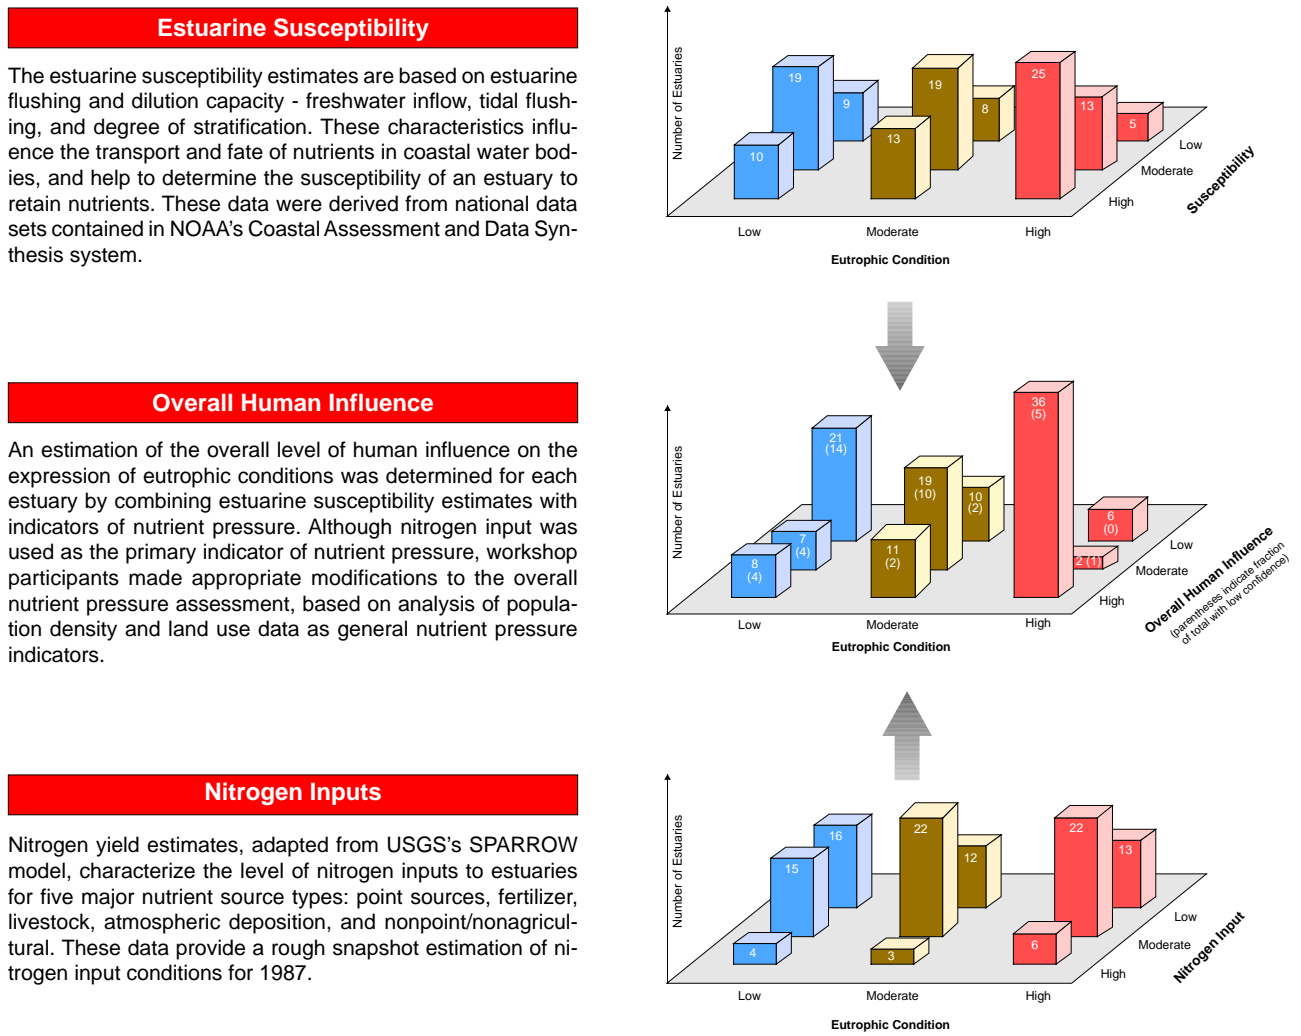 Estuarine Susceptibility
The estuarine susceptibility estimates are based on estuarine
flushing and dilution capacity - freshwater inflow, tidal flush-
ing, and degree of stratification. These characteristics influ-
ence the transport and fate of nutrients in coastal water bod-
ies, and help to determine the susceptibility of an estuary to
retain nutrients. These data were derived from national data
sets contained in NOAA's Coastal Assessment and Data Syn-
thesis system.
Number of Estuaries
19
9
10
19
8
13
25
13
5
Low
Moderate
High
Susceptibility
Low
Moderate
High
Eutrophic Condition
Overall Human Influence
An estimation of the overall level of human influence on the
expression of eutrophic conditions was determined for each
estuary by combining estuarine susceptibility estimates with
indicators of nutrient pressure. Although nitrogen input was
used as the primary indicator of nutrient pressure, workshop
participants made appropriate modifications to the overall
nutrient pressure assessment, based on analysis of popula-
tion density and land use data as general nutrient pressure
indicators.
Number of Estuaries
21
(14)
7
(4)
8
(4)
19
(10)
10
(2)
11
(2)
36
(5)
6
(0)
2 (1)
Low
Moderate
High
Overall Human Influence
(parentheses indicate fraction
of total with low confidence)
Low
Moderate
High
Eutrophic Condition
Nitrogen Inputs
Nitrogen yield estimates, adapted from USGS's SPARROW
model, characterize the level of nitrogen inputs to estuaries
for five major nutrient source types: point sources, fertilizer,
livestock, atmospheric deposition, and nonpoint/nonagricul-
tural. These data provide a rough snapshot estimation of ni-
trogen input conditions for 1987.
Number of Estuaries
16
15
4
22
12
3
22
13
6
Low
Moderate
High
Nitrogen Input
Low
Moderate
High
Eutrophic Condition